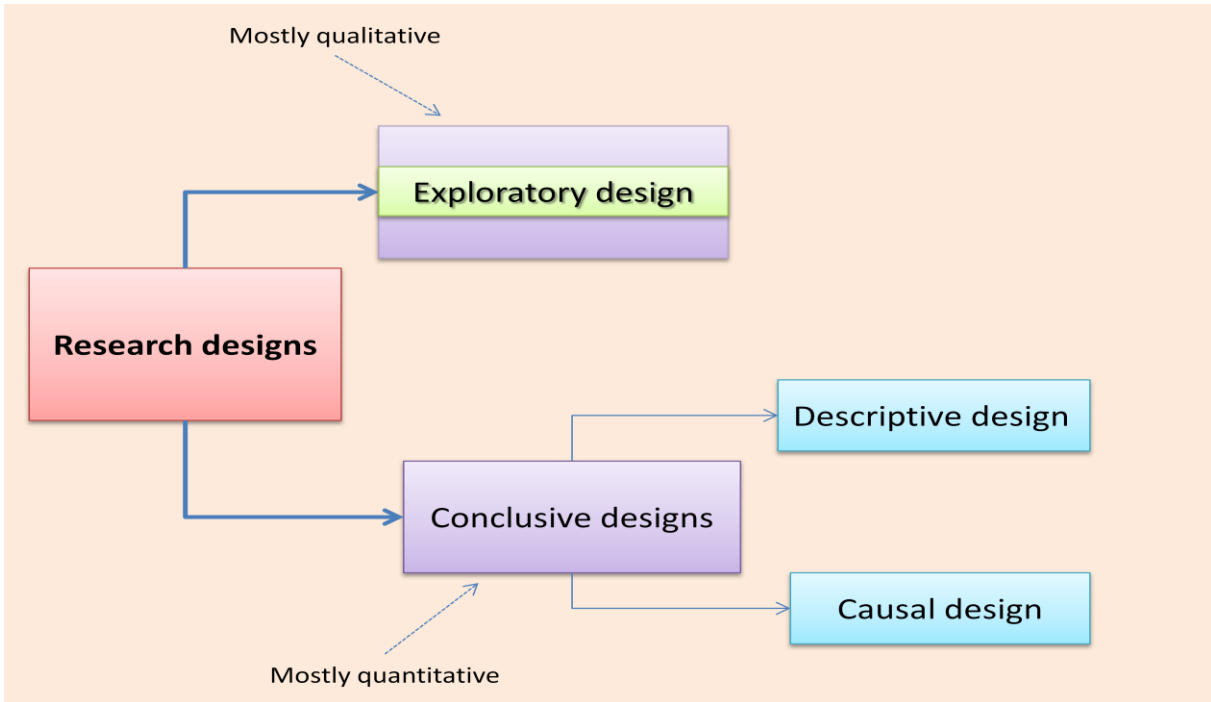 Mostly qualitative
Exploratory design
Research designs
Descriptive design
Conclusive designs
Causal design
Mostly quantitative